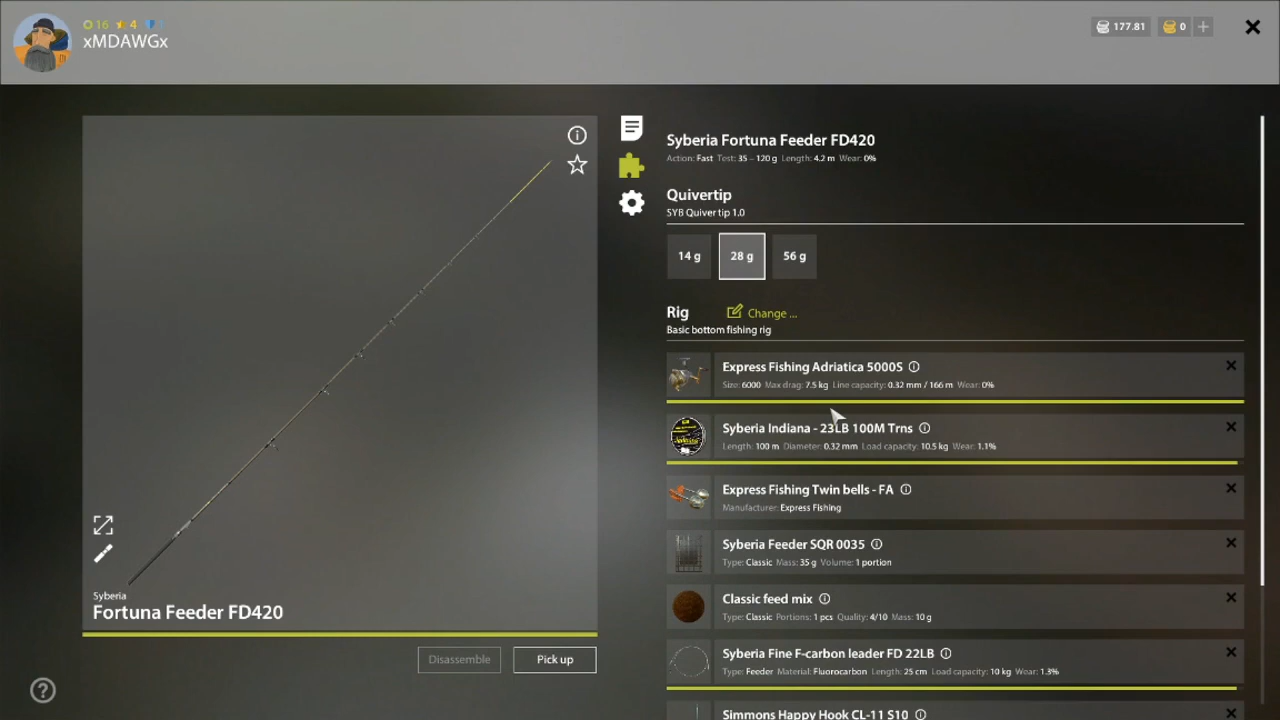 16 4
xMDAWGx
177.81 0 +
Syberia
Fortuna Feeder FD420
Disassemble Pick up
Syberia Fortuna Feeder FD420
Action: Fast Test: 35 – 120 g Length: 4.2 m Wear: 0%
Quivertip
SYB Quiver tip 1.0
14 g 28 g 56 g
Rig Change ...
Basic bottom fishing rig
Express Fishing Adriatica 5000S
Size: 6000 Max drag: 7.5 kg Line capacity: 0.32 mm / 166 m Wear: 0%
Syberia Indiana - 23LB 100M Trns
Length: 100 m Diameter: 0.32 mm Load capacity: 10.5 kg Wear: 1.1%
Express Fishing Twin bells - FA
Manufacturer: Express Fishing
Syberia Feeder SQR 0035
Type: Classic Mass: 35 g Volume: 1 portion
Classic feed mix
Type: Classic Portions: 1 pcs Quality: 4/10 Mass: 10 g
Syberia Fine F-carbon leader FD 22LB
Type: Feeder Material: Fluorocarbon Length: 25 cm Load capacity: 10 kg Wear: 1.3%
Simmons Happy Hook CL-11 S10